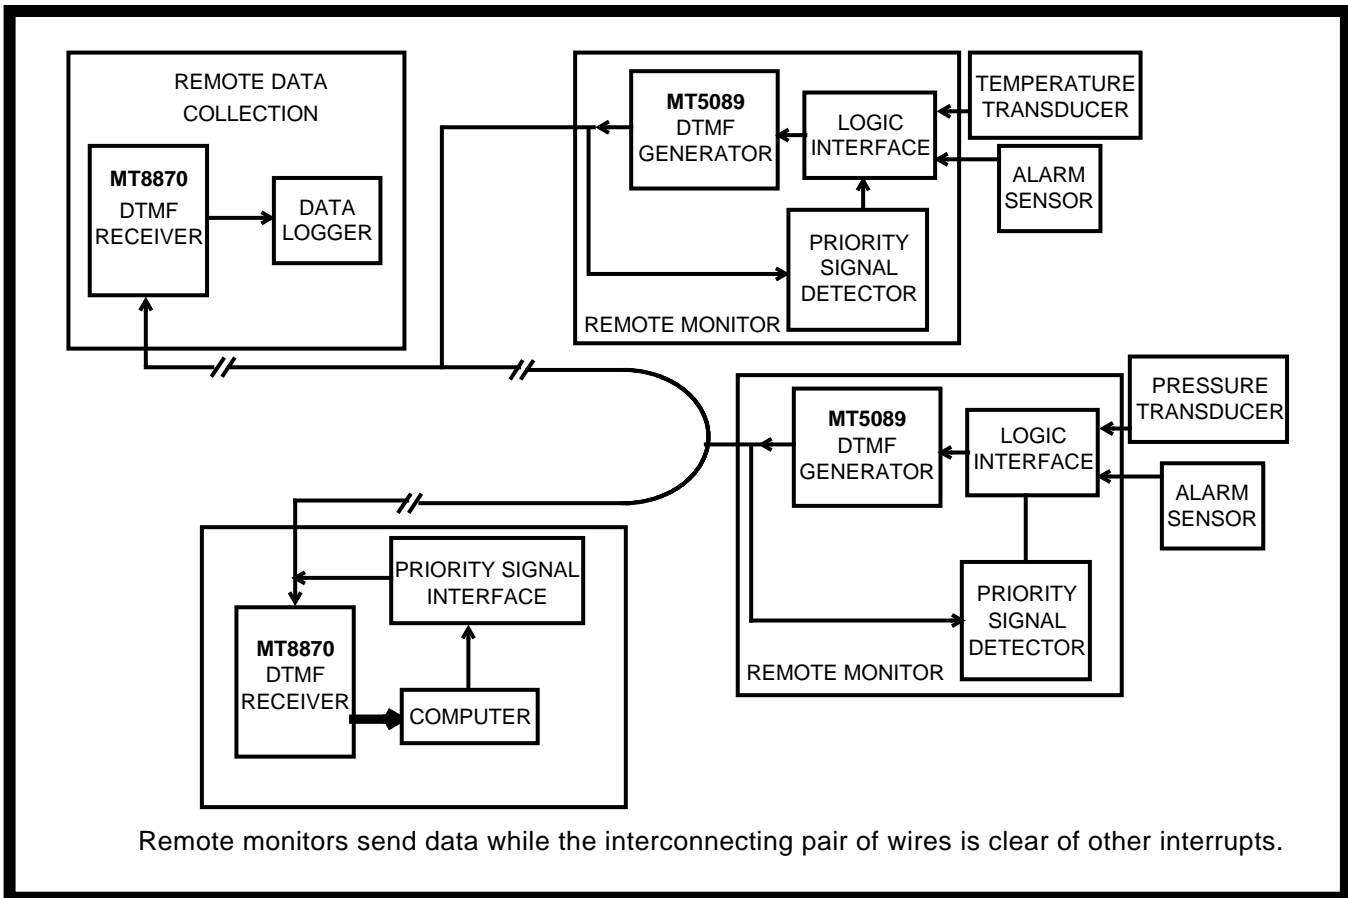 REMOTE DATA
COLLECTION
MT8870
DTMF
RECEIVER
DATA
LOGGER
MT5089
DTMF
GENERATOR
LOGIC
INTERFACE
PRIORITY
SIGNAL
DETECTOR
REMOTE MONITOR
TEMPERATURE
TRANSDUCER
ALARM
SENSOR
MT5089
DTMF
GENERATOR
LOGIC
INTERFACE
PRIORITY
SIGNAL
DETECTOR
REMOTE MONITOR
PRESSURE
TRANSDUCER
ALARM
SENSOR
PRIORITY SIGNAL
INTERFACE
MT8870
DTMF
RECEIVER
COMPUTER
Remote monitors send data while the interconnecting pair of wires is clear of other interrupts.